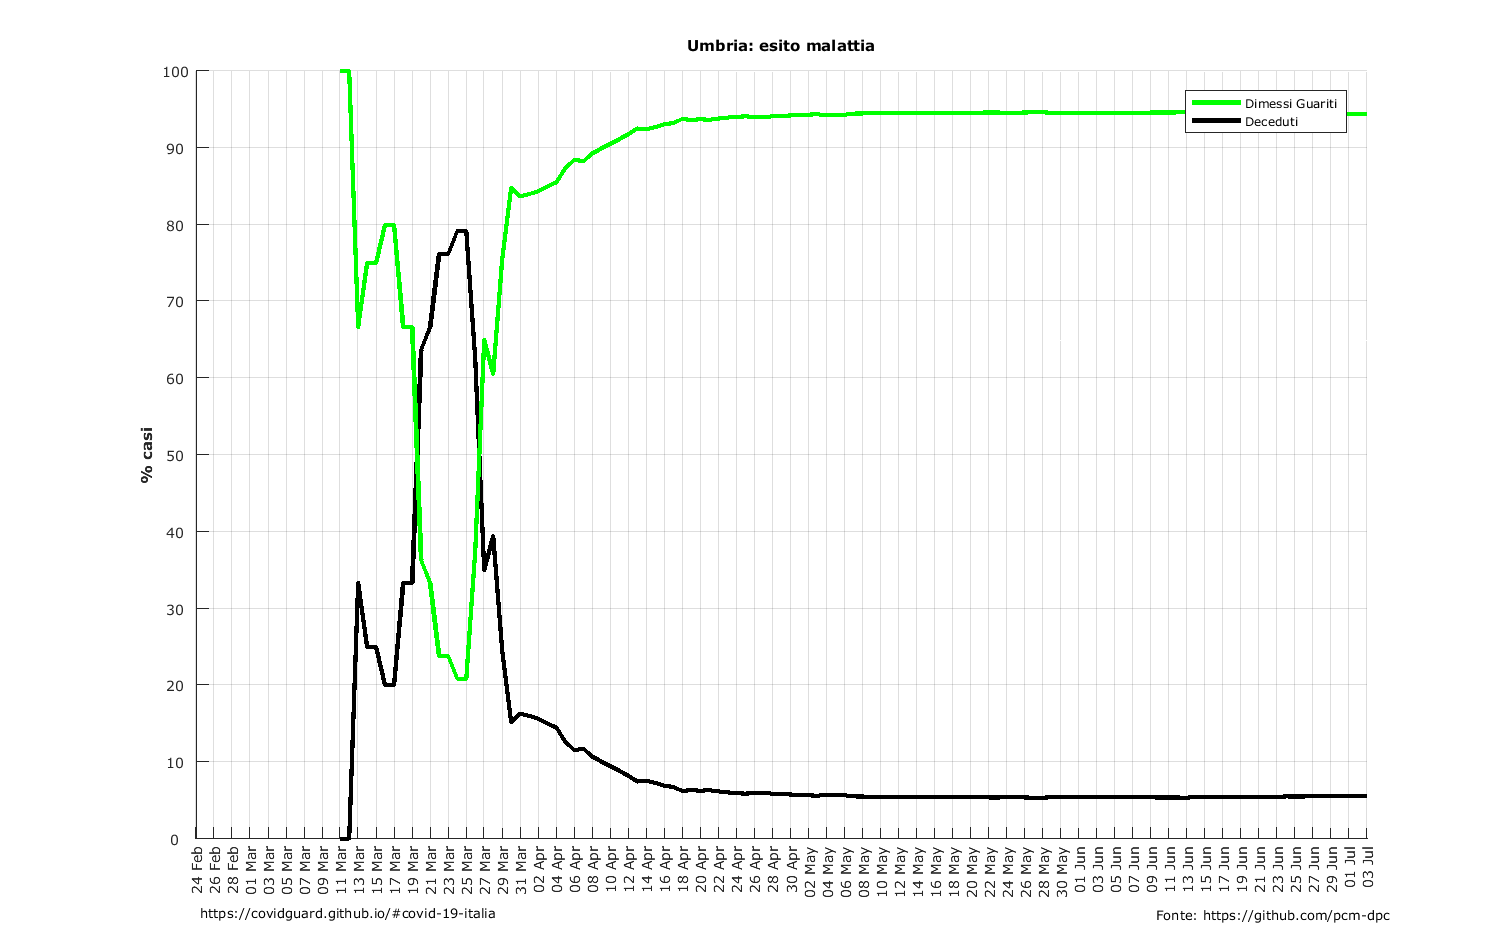 Umbria: esito malattia
100
90
80
70
60
50
40
30
20
10
0
% casi
Dimessi Guariti
Deceduti
24 Feb
26 Feb
28 Feb
01 Mar
03 Mar
05 Mar
07 Mar
09 Mar
11 Mar
13 Mar
15 Mar
17 Mar
19 Mar
21 Mar
23 Mar
25 Mar
27 Mar
29 Mar
31 Mar
02 Apr
04 Apr
06 Apr
08 Apr
10 Apr
12 Apr
14 Apr
16 Apr
18 Apr
20 Apr
22 Apr
24 Apr
26 Apr
28 Apr
30 Apr
02 May
04 May
06 May
08 May
10 May
12 May
14 May
16 May
18 May
20 May
22 May
24 May
26 May
28 May
30 May
01 Jun
03 Jun
05 Jun
07 Jun
09 Jun
11 Jun
13 Jun
15 Jun
17 Jun
19 Jun
21 Jun
23 Jun
25 Jun
27 Jun
29 Jun
01 Jul
03 Jul
https://covidguard.github.io/#covid-19-italia
Fonte: https://github.com/pcm-dpc